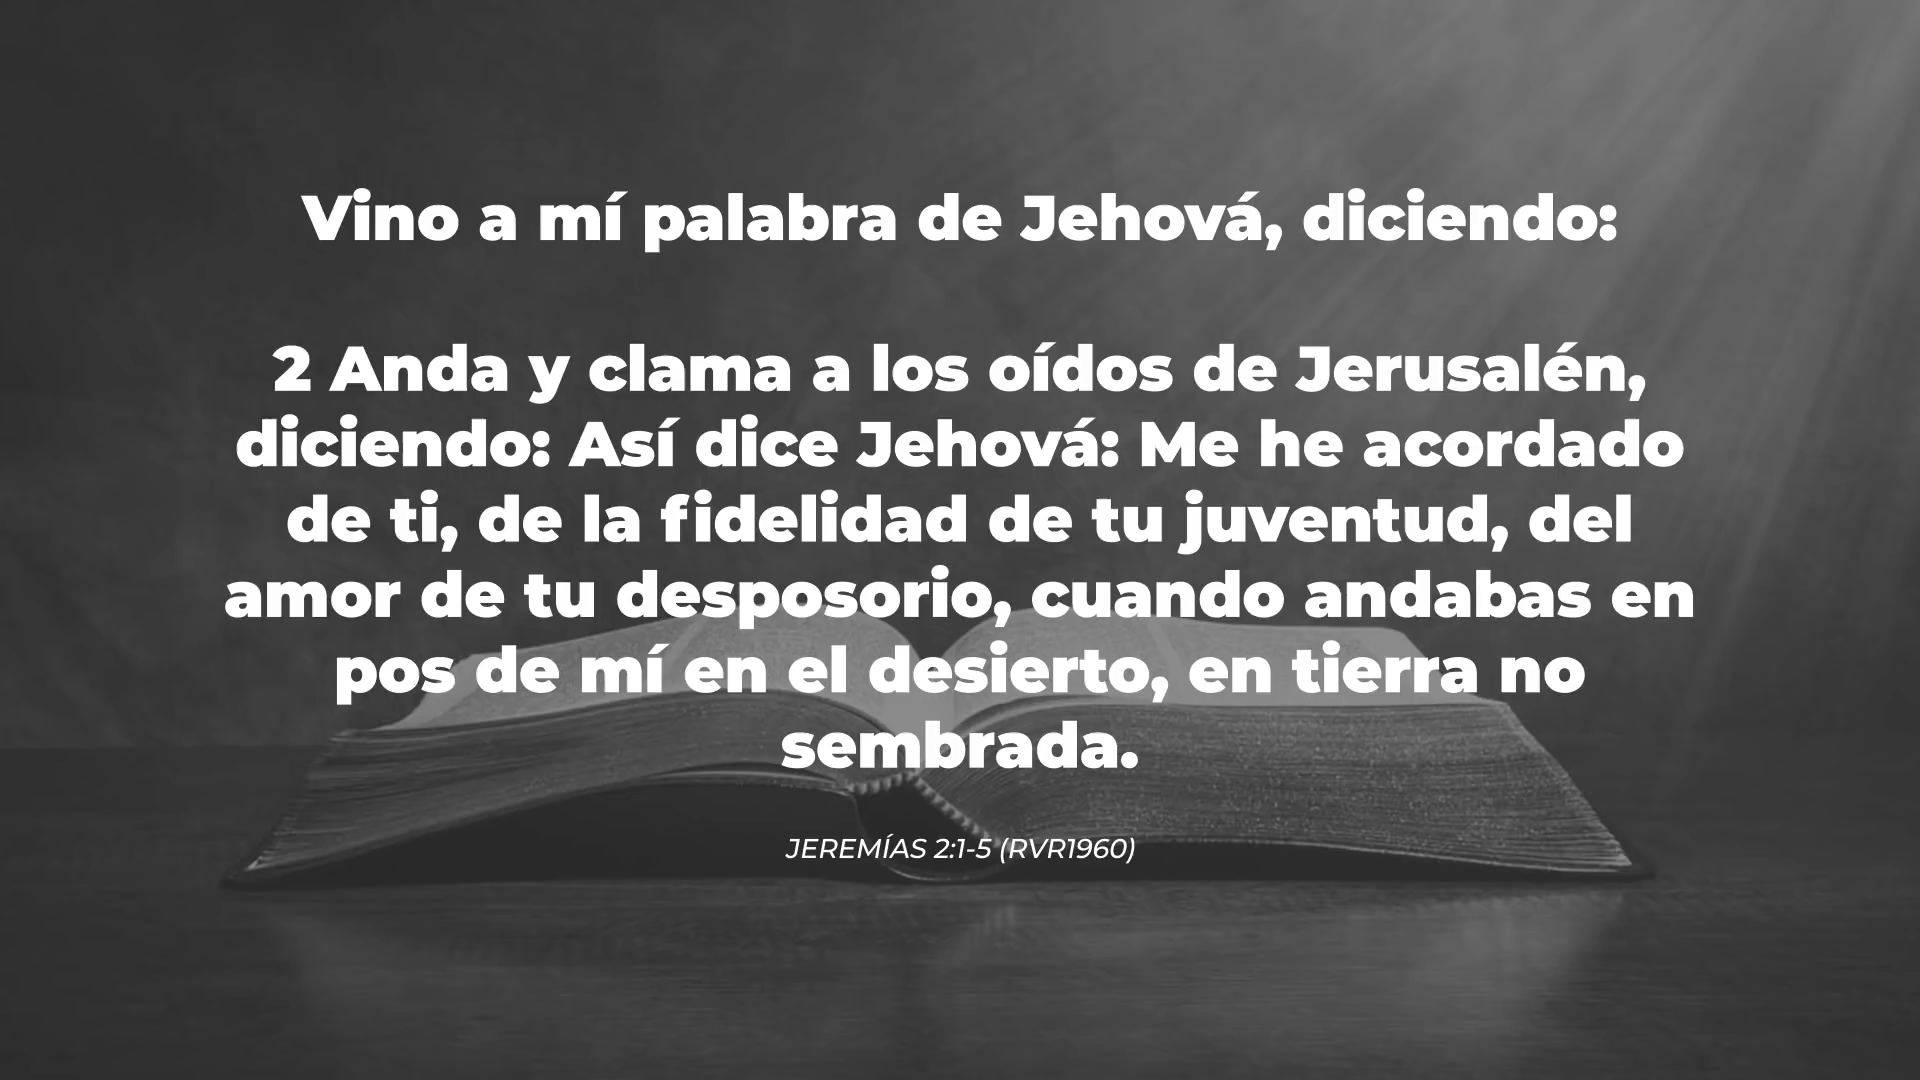 Vino a mí palabra de Jehová, diciendo:
2 Anda y clama a los oídos de Jerusalén,
diciendo: Así dice Jehová: Me he acordado
de ti, de la fidelidad de tu juventud, del
amor de tu desposorio, cuando andabas en
pos de mí en el desierto, en tierra no
sembrada.
JEREMÍAS 2:1-5 (RVR1960)